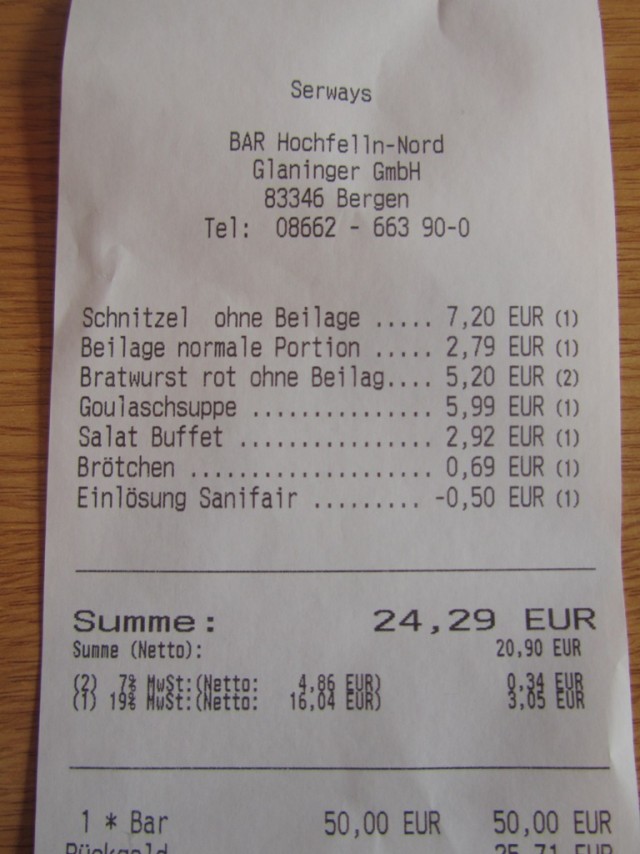 Serways
BAR Hochfelln-Nord
Glaninger GmbH
83346 Bergen
Tel: 08662 - 663 90-0
Schnitzel ohne Beilage ..... 7,20 EUR (1)
Beilage normale Portion ..... 2,79 EUR (1)
Bratwurst rot ohne Beilag.... 5,20 EUR (2)
Goulaschsuppe ............... 5,99 EUR (1)
Salat Buffet ................ 2,92 EUR (1)
Brötchen .................... 0,69 EUR (1)
Einlösung Sanifair ......... -0,50 EUR (1)
Summe: 24,29 EUR
Summe (Netto): 20,90 EUR
(2) 7% MwSt:(Netto: 4,86 EUR) 0,34 EUR
(1) 19% MwSt:(Netto: 16,04 EUR) 3,05 EUR
1 * Bar 50,00 EUR 50,00 EUR
Rückgeld 25,71 EUR